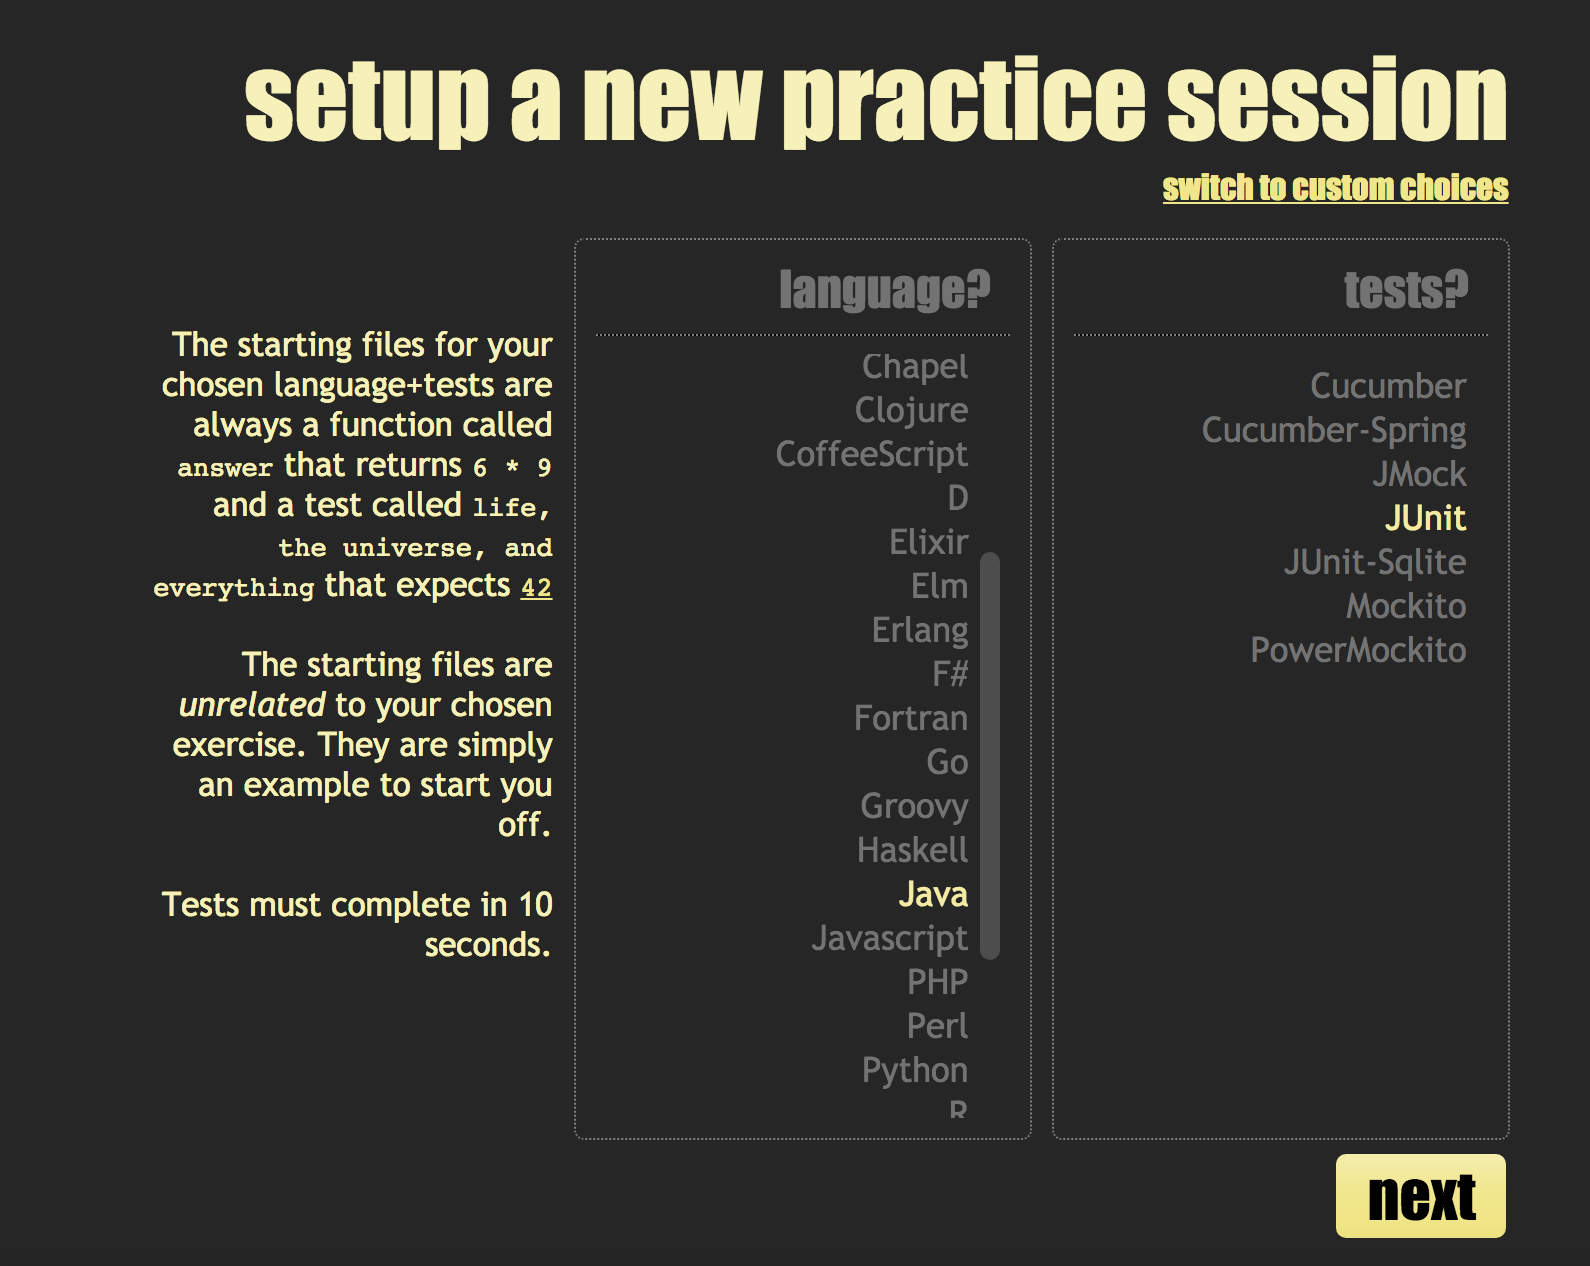 setup a new practice session
switch to custom choices
The starting files for your
chosen language+tests are
always a function called
answer that returns 6 * 9
and a test called life,
the universe, and
everything that expects 42
The starting files are
unrelated to your chosen
exercise. They are simply
an example to start you
off.
Tests must complete in 10
seconds.
language?
Chapel
Clojure
CoffeeScript
D
Elixir
Elm
Erlang
F#
Fortran
Go
Groovy
Haskell
Java
Javascript
PHP
Perl
Python
R
tests?
Cucumber
Cucumber-Spring
JMock
JUnit
JUnit-Sqlite
Mockito
PowerMockito
next